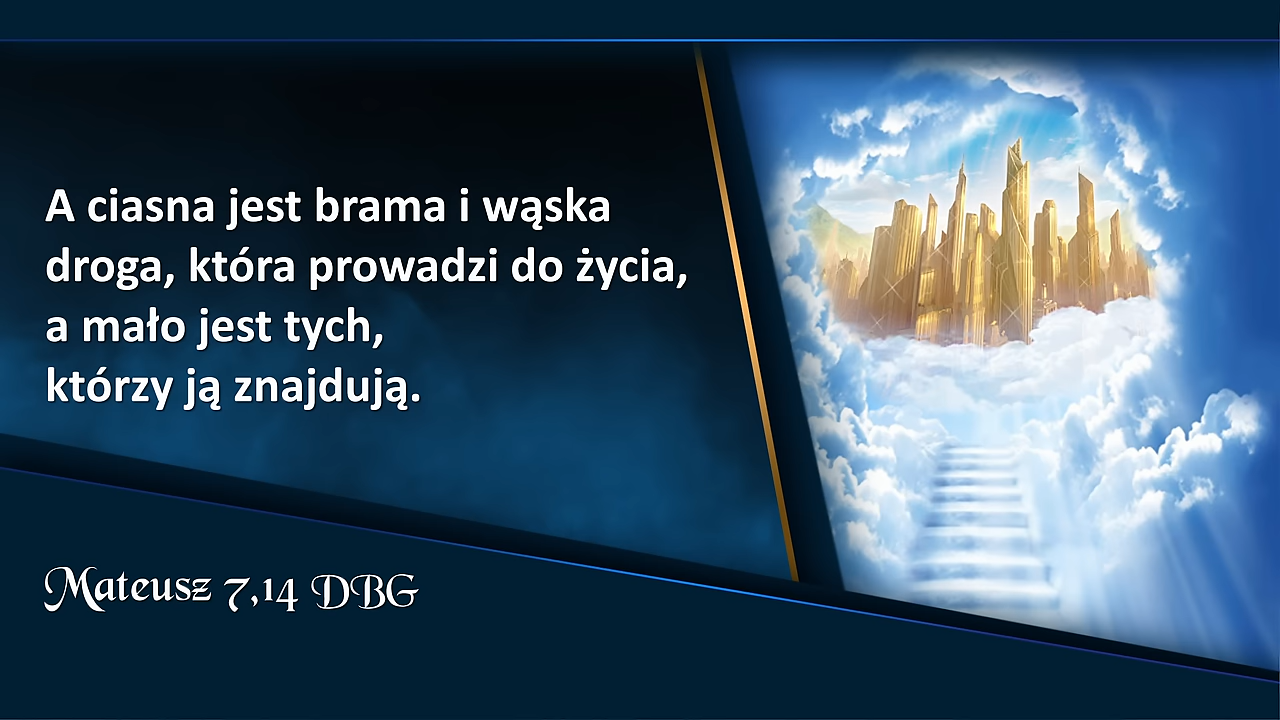 A ciasna jest brama i wąska
droga, która prowadzi do życia,
a mało jest tych,
którzy ją znajdują.
Mateusz 7,14 DBG